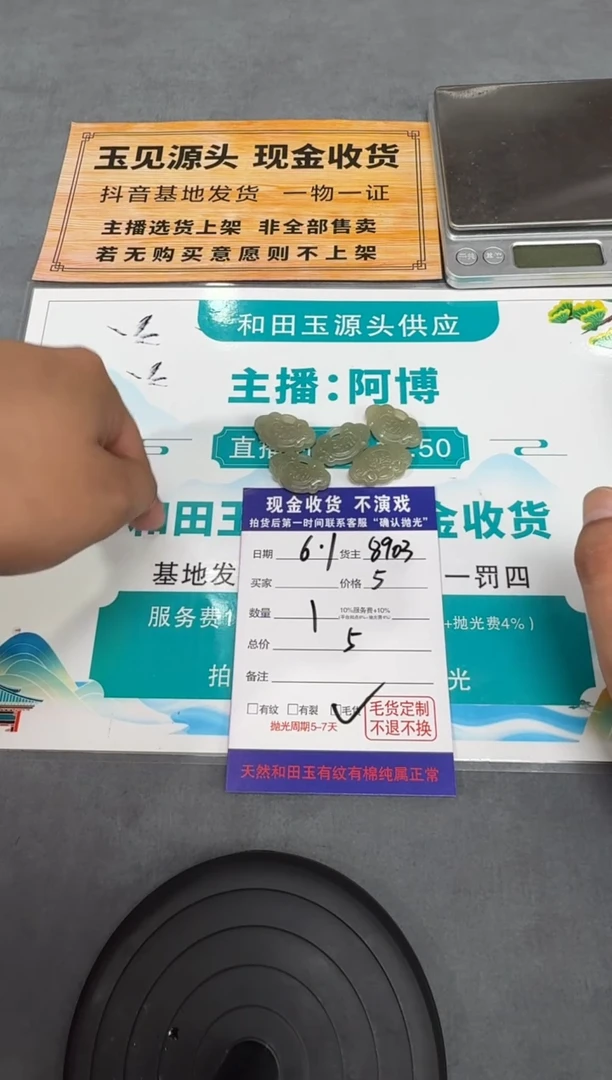 玉见源头 现金收货
抖音基地发货 一物一证
主播选货上架 非全部售卖
若无购买意愿则不上架
和田玉源头供应
主播：阿博
直播 50
和田玉 金收货
基地发 一罚四
服务费1 +抛光费4%）
拍 光
现金收货 不演戏
拍货后第一时间联系客服“确认抛光”
日期 6.1 货主 8903
买家 价格 5
数量 1 10%服务费+10%
总价 5
备注
□有纹 □有裂 毛货 ✓
抛光周期5-7天
毛货定制
不退不换
天然和田玉有纹有棉纯属正常